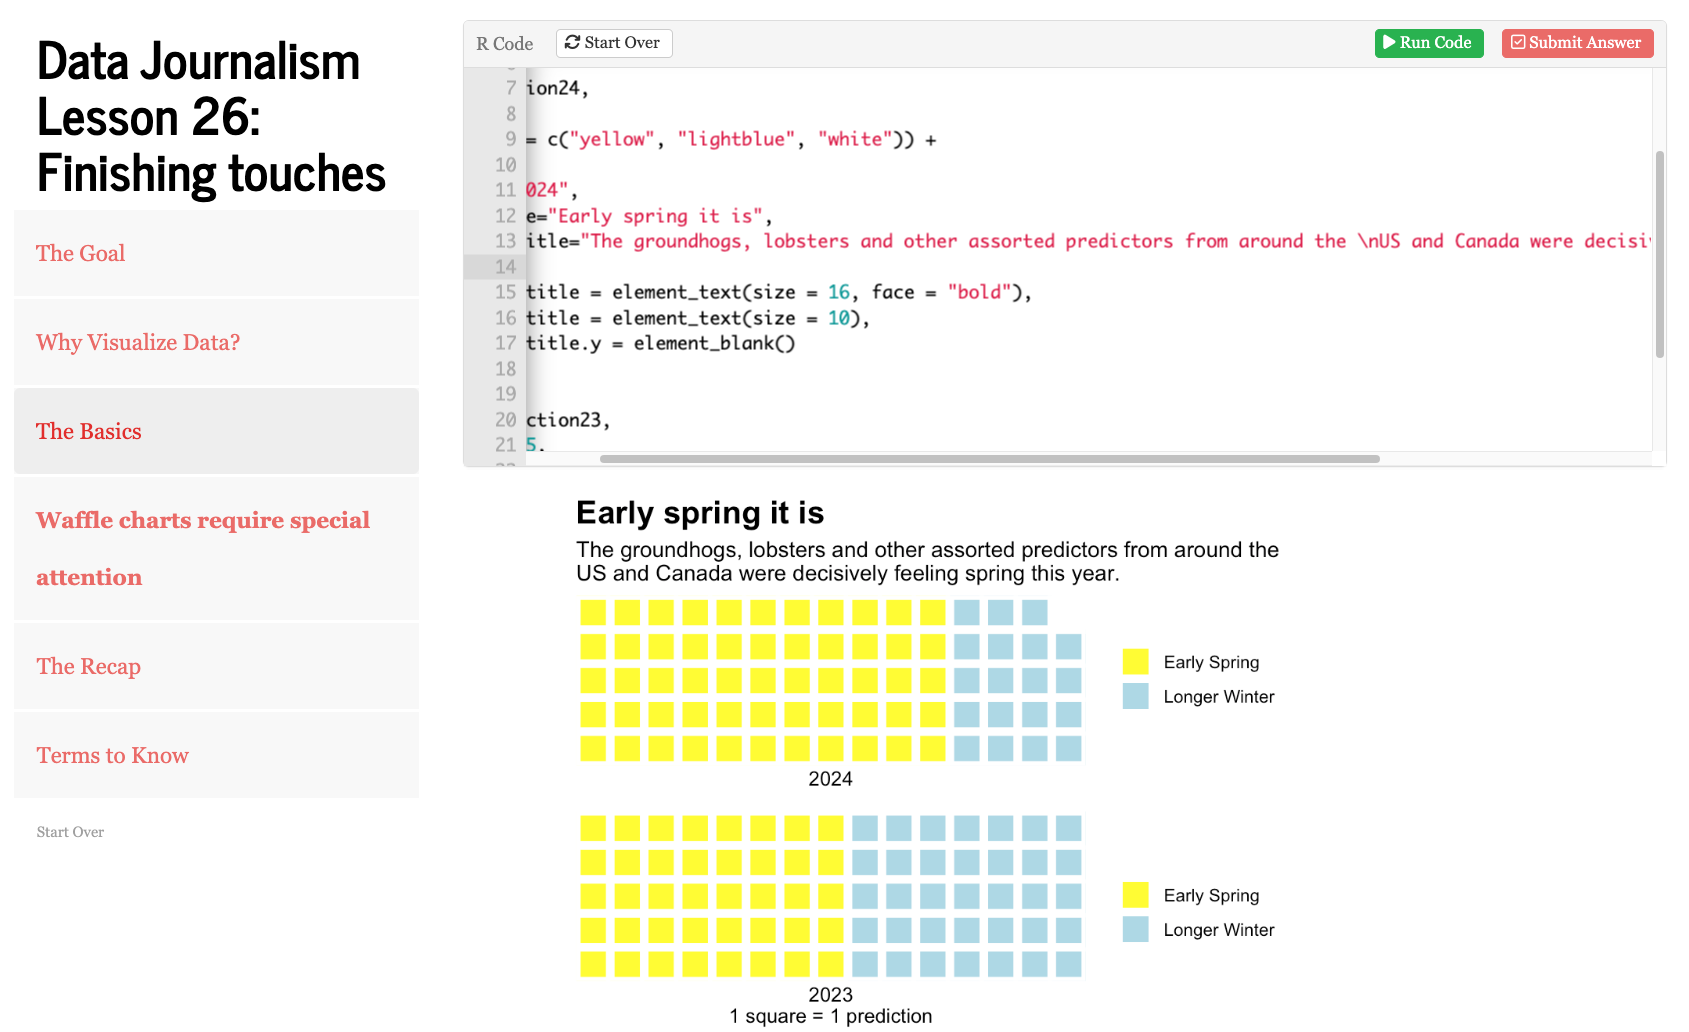 Data Journalism
Lesson 26:
Finishing touches
The Goal
Why Visualize Data?
The Basics
Waffle charts require special
attention
The Recap
Terms to Know
Start Over
R Code
Start Over
Run Code
Submit Answer
7 ion24,
8
9 = c("yellow", "lightblue", "white")) +
10
11 024",
12 e="Early spring it is",
13 itle="The groundhogs, lobsters and other assorted predictors from around the \nUS and Canada were decisi
14
15 title = element_text(size = 16, face = "bold"),
16 title = element_text(size = 10),
17 title.y = element_blank()
18
19
20 ction23,
21 5,
Early spring it is
The groundhogs, lobsters and other assorted predictors from around the
US and Canada were decisively feeling spring this year.
Early Spring
Longer Winter
2024
Early Spring
Longer Winter
2023
1 square = 1 prediction